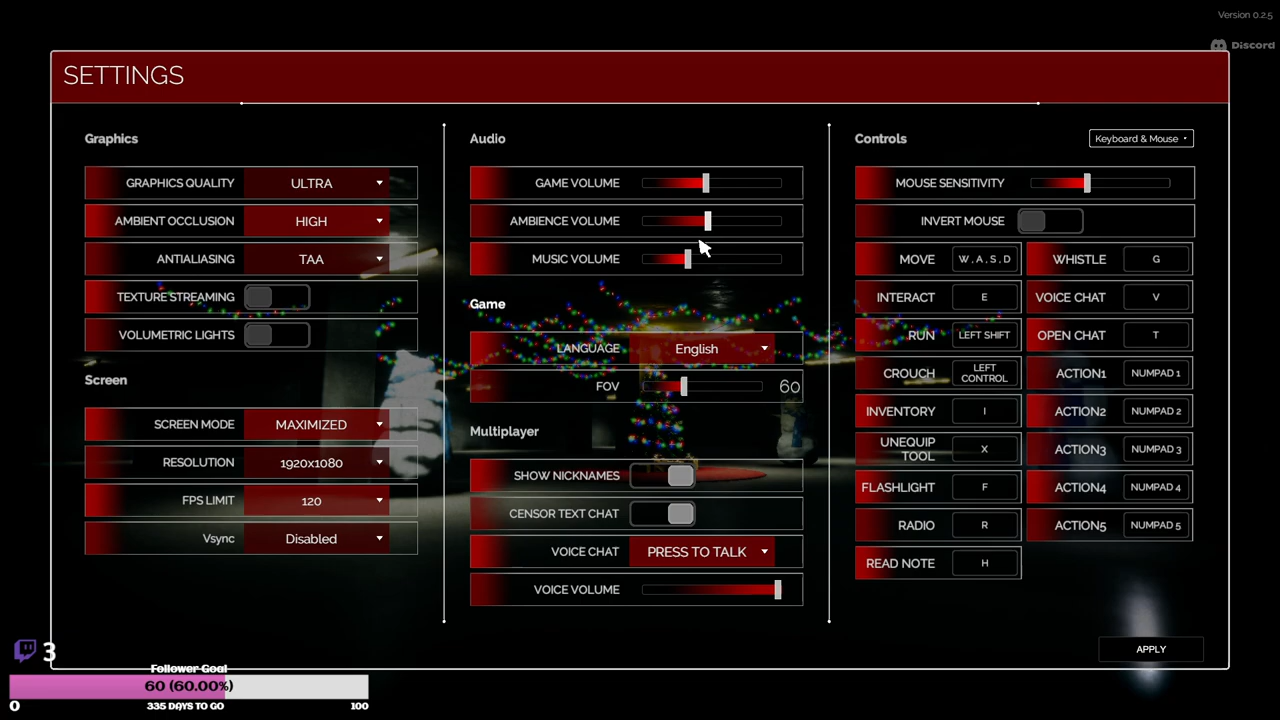 Version 0.2.5
Discord
SETTINGS
Graphics
GRAPHICS QUALITY ULTRA
AMBIENT OCCLUSION HIGH
ANTIALIASING TAA
TEXTURE STREAMING
VOLUMETRIC LIGHTS
Screen
SCREEN MODE MAXIMIZED
RESOLUTION 1920x1080
FPS LIMIT 120
Vsync Disabled
Audio
GAME VOLUME
AMBIENCE VOLUME
MUSIC VOLUME
Game
LANGUAGE English
FOV 60
Multiplayer
SHOW NICKNAMES
CENSOR TEXT CHAT
VOICE CHAT PRESS TO TALK
VOICE VOLUME
Controls Keyboard & Mouse
MOUSE SENSITIVITY
INVERT MOUSE
MOVE W.A.S.D WHISTLE G
INTERACT E VOICE CHAT V
RUN LEFT SHIFT OPEN CHAT T
CROUCH LEFT CONTROL ACTION1 NUMPAD 1
INVENTORY I ACTION2 NUMPAD 2
UNEQUIP TOOL X ACTION3 NUMPAD 3
FLASHLIGHT F ACTION4 NUMPAD 4
RADIO R ACTION5 NUMPAD 5
READ NOTE H
APPLY
3
Follower Goal
60 (60.00%)
0 335 DAYS TO GO 100